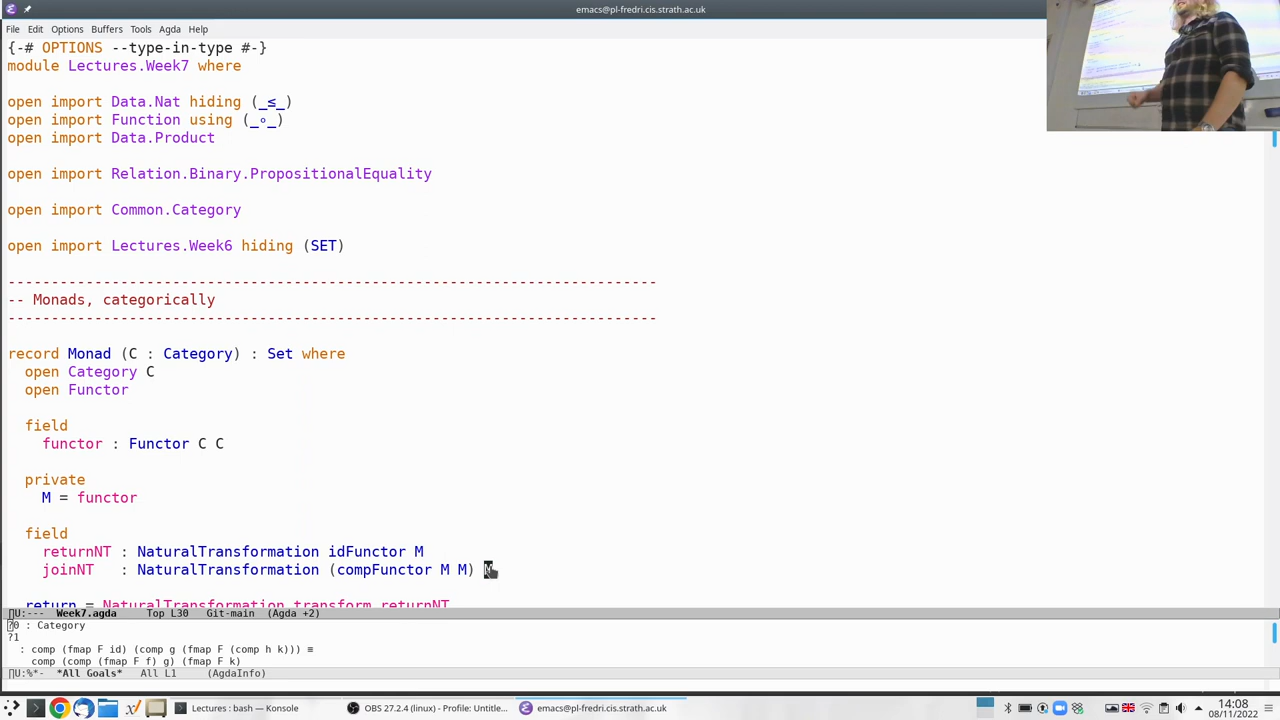 emacs@pl-fredri.cis.strath.ac.uk
File Edit Options Buffers Tools Agda Help
{-# OPTIONS --type-in-type #-}
module Lectures.Week7 where
open import Data.Nat hiding (_≤_)
open import Function using (_∘_)
open import Data.Product
open import Relation.Binary.PropositionalEquality
open import Common.Category
open import Lectures.Week6 hiding (SET)
------------------------------------------------------------------------------
-- Monads, categorically
------------------------------------------------------------------------------
record Monad (C : Category) : Set where
open Category C
open Functor
field
functor : Functor C C
private
M = functor
field
returnNT : NaturalTransformation idFunctor M
joinNT : NaturalTransformation (compFunctor M M) M
return = NaturalTransformation.transform returnNT
U:--- Week7.agda Top L30 Git-main (Agda +2)
?0 : Category
?1
: comp (fmap F id) (comp g (fmap F (comp h k))) ≡
comp (comp (fmap F f) g) (fmap F k)
U:%*- *All Goals* All L1 (AgdaInfo)
Lectures : bash — Konsole
OBS 27.2.4 (linux) - Profile: Untitle...
emacs@pl-fredri.cis.strath.ac.uk
14:08
08/11/2022